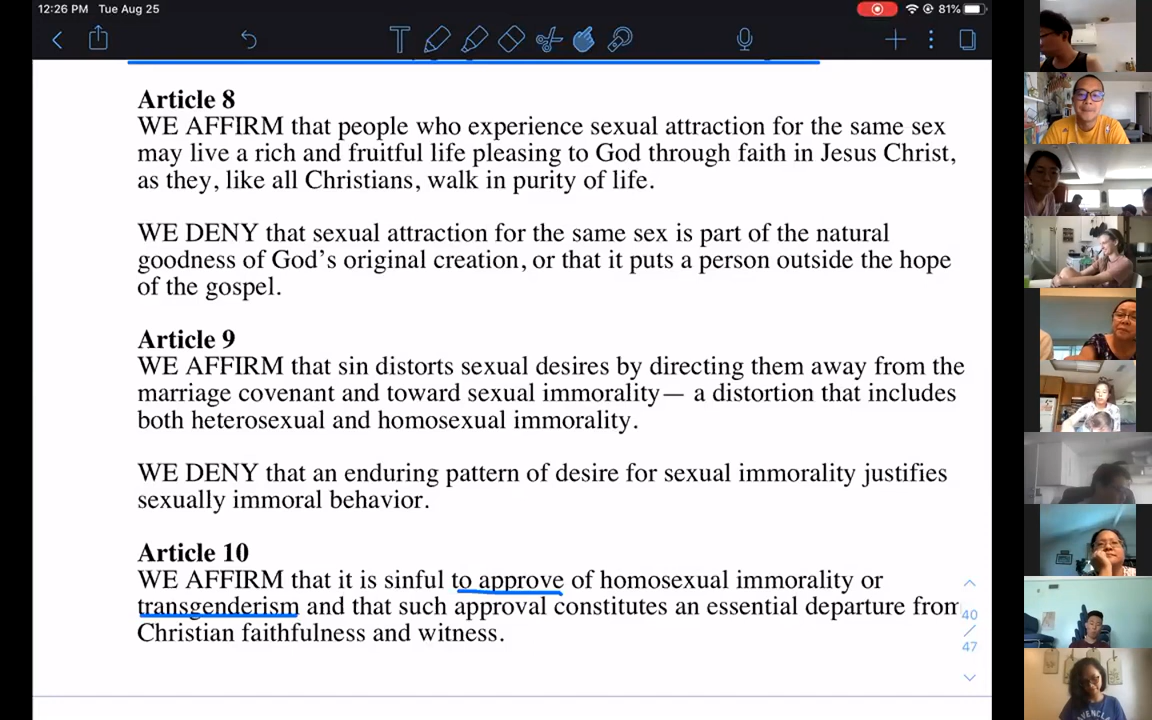 12:26 PM Tue Aug 25
81%
Article 8
WE AFFIRM that people who experience sexual attraction for the same sex
may live a rich and fruitful life pleasing to God through faith in Jesus Christ,
as they, like all Christians, walk in purity of life.
WE DENY that sexual attraction for the same sex is part of the natural
goodness of God’s original creation, or that it puts a person outside the hope
of the gospel.
Article 9
WE AFFIRM that sin distorts sexual desires by directing them away from the
marriage covenant and toward sexual immorality— a distortion that includes
both heterosexual and homosexual immorality.
WE DENY that an enduring pattern of desire for sexual immorality justifies
sexually immoral behavior.
Article 10
WE AFFIRM that it is sinful to approve of homosexual immorality or
transgenderism and that such approval constitutes an essential departure from
Christian faithfulness and witness.
40
/
47